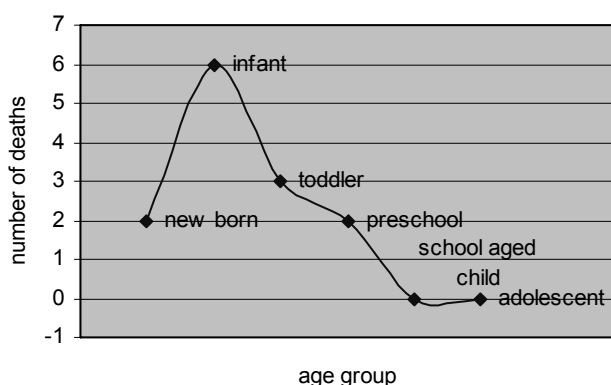 7
6
5
4
3
2
1
0
-1
number of deaths
infant
toddler
new born
preschool
school aged
child
adolescent
age group